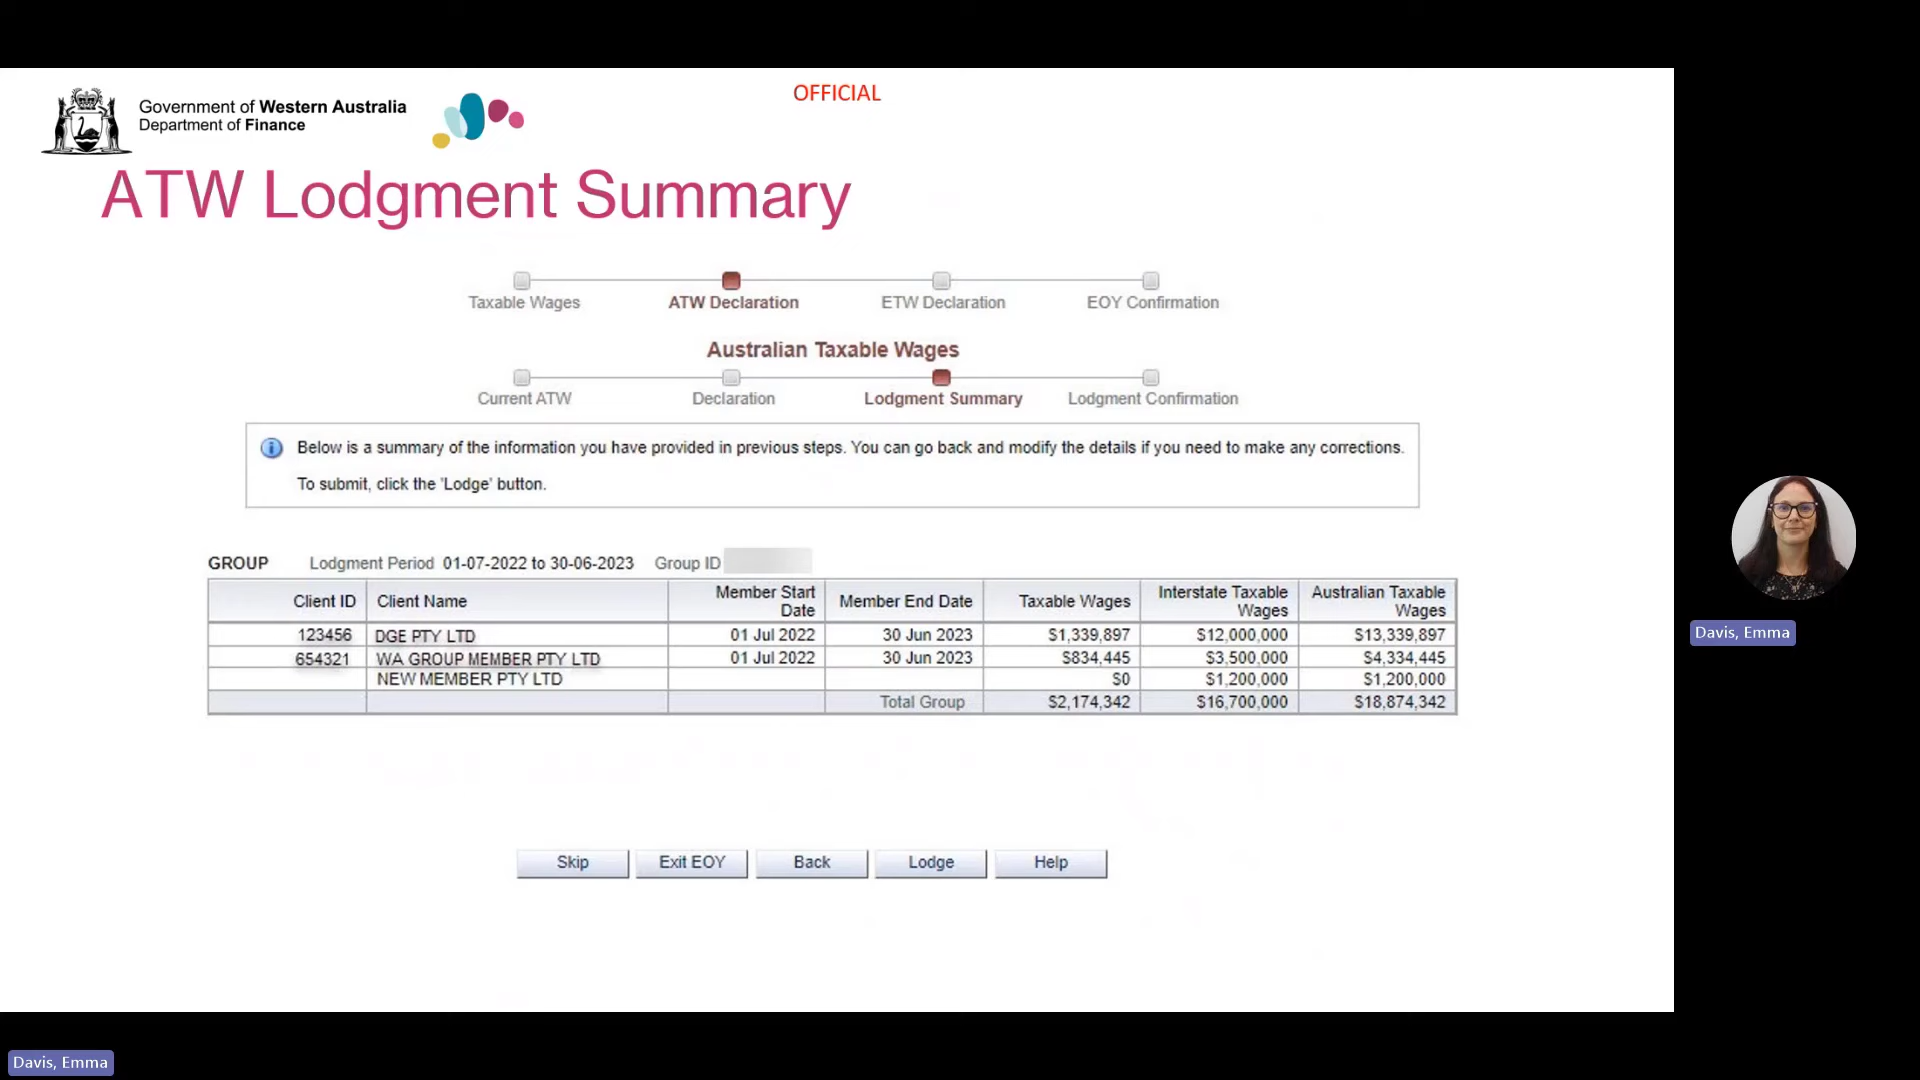 OFFICIAL
Government of Western Australia
Department of Finance
ATW Lodgment Summary
Taxable Wages ATW Declaration ETW Declaration EOY Confirmation
Australian Taxable Wages
Current ATW Declaration Lodgment Summary Lodgment Confirmation
Below is a summary of the information you have provided in previous steps. You can go back and modify the details if you need to make any corrections.
To submit, click the 'Lodge' button.
GROUP Lodgment Period 01-07-2022 to 30-06-2023 Group ID
Client ID Client Name Member Start Date Member End Date Taxable Wages Interstate Taxable Wages Australian Taxable Wages
123456 DGE PTY LTD 01 Jul 2022 30 Jun 2023 $1,339,897 $12,000,000 $13,339,897
654321 WA GROUP MEMBER PTY LTD 01 Jul 2022 30 Jun 2023 $834,445 $3,500,000 $4,334,445
NEW MEMBER PTY LTD $0 $1,200,000 $1,200,000
Total Group $2,174,342 $16,700,000 $18,874,342
Skip Exit EOY Back Lodge Help
Davis, Emma
Davis, Emma